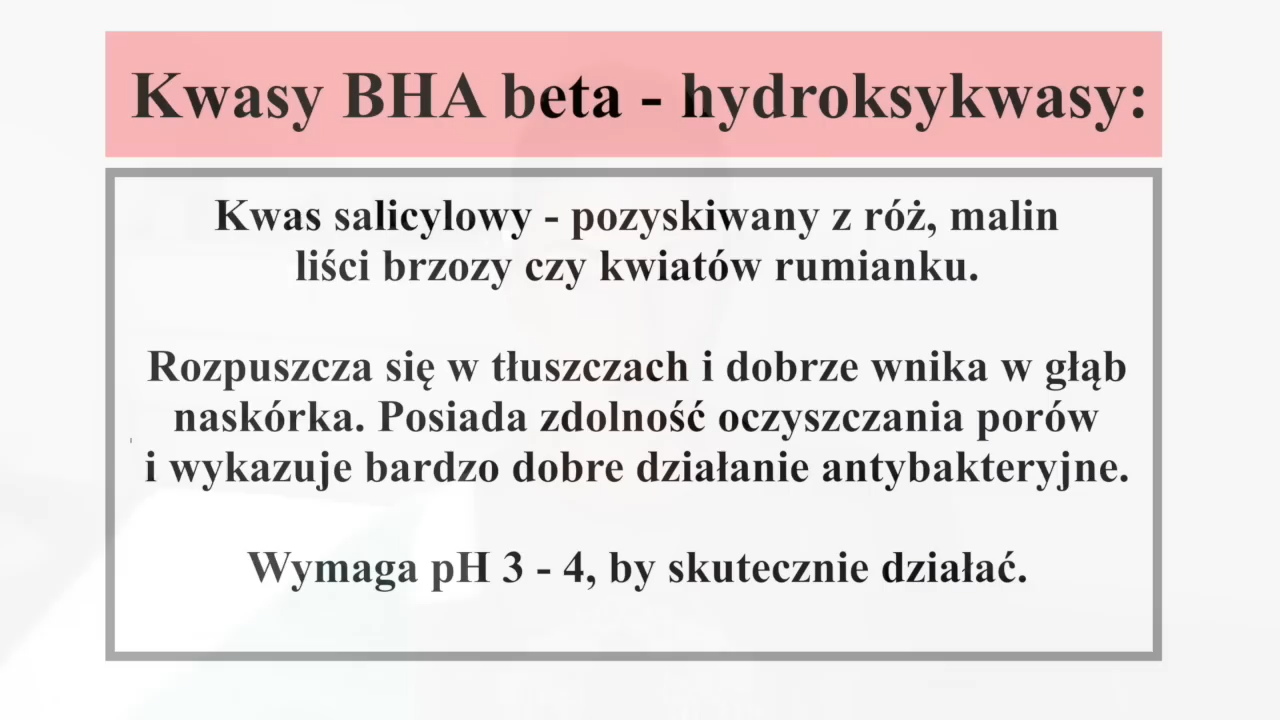 Kwasy BHA beta - hydroksykwasy:
Kwas salicylowy - pozyskiwany z róż, malin
liści brzozy czy kwiatów rumianku.
Rozpuszcza się w tłuszczach i dobrze wnika w głąb
naskórka. Posiada zdolność oczyszczania porów
i wykazuje bardzo dobre działanie antybakteryjne.
Wymaga pH 3 - 4, by skutecznie działać.